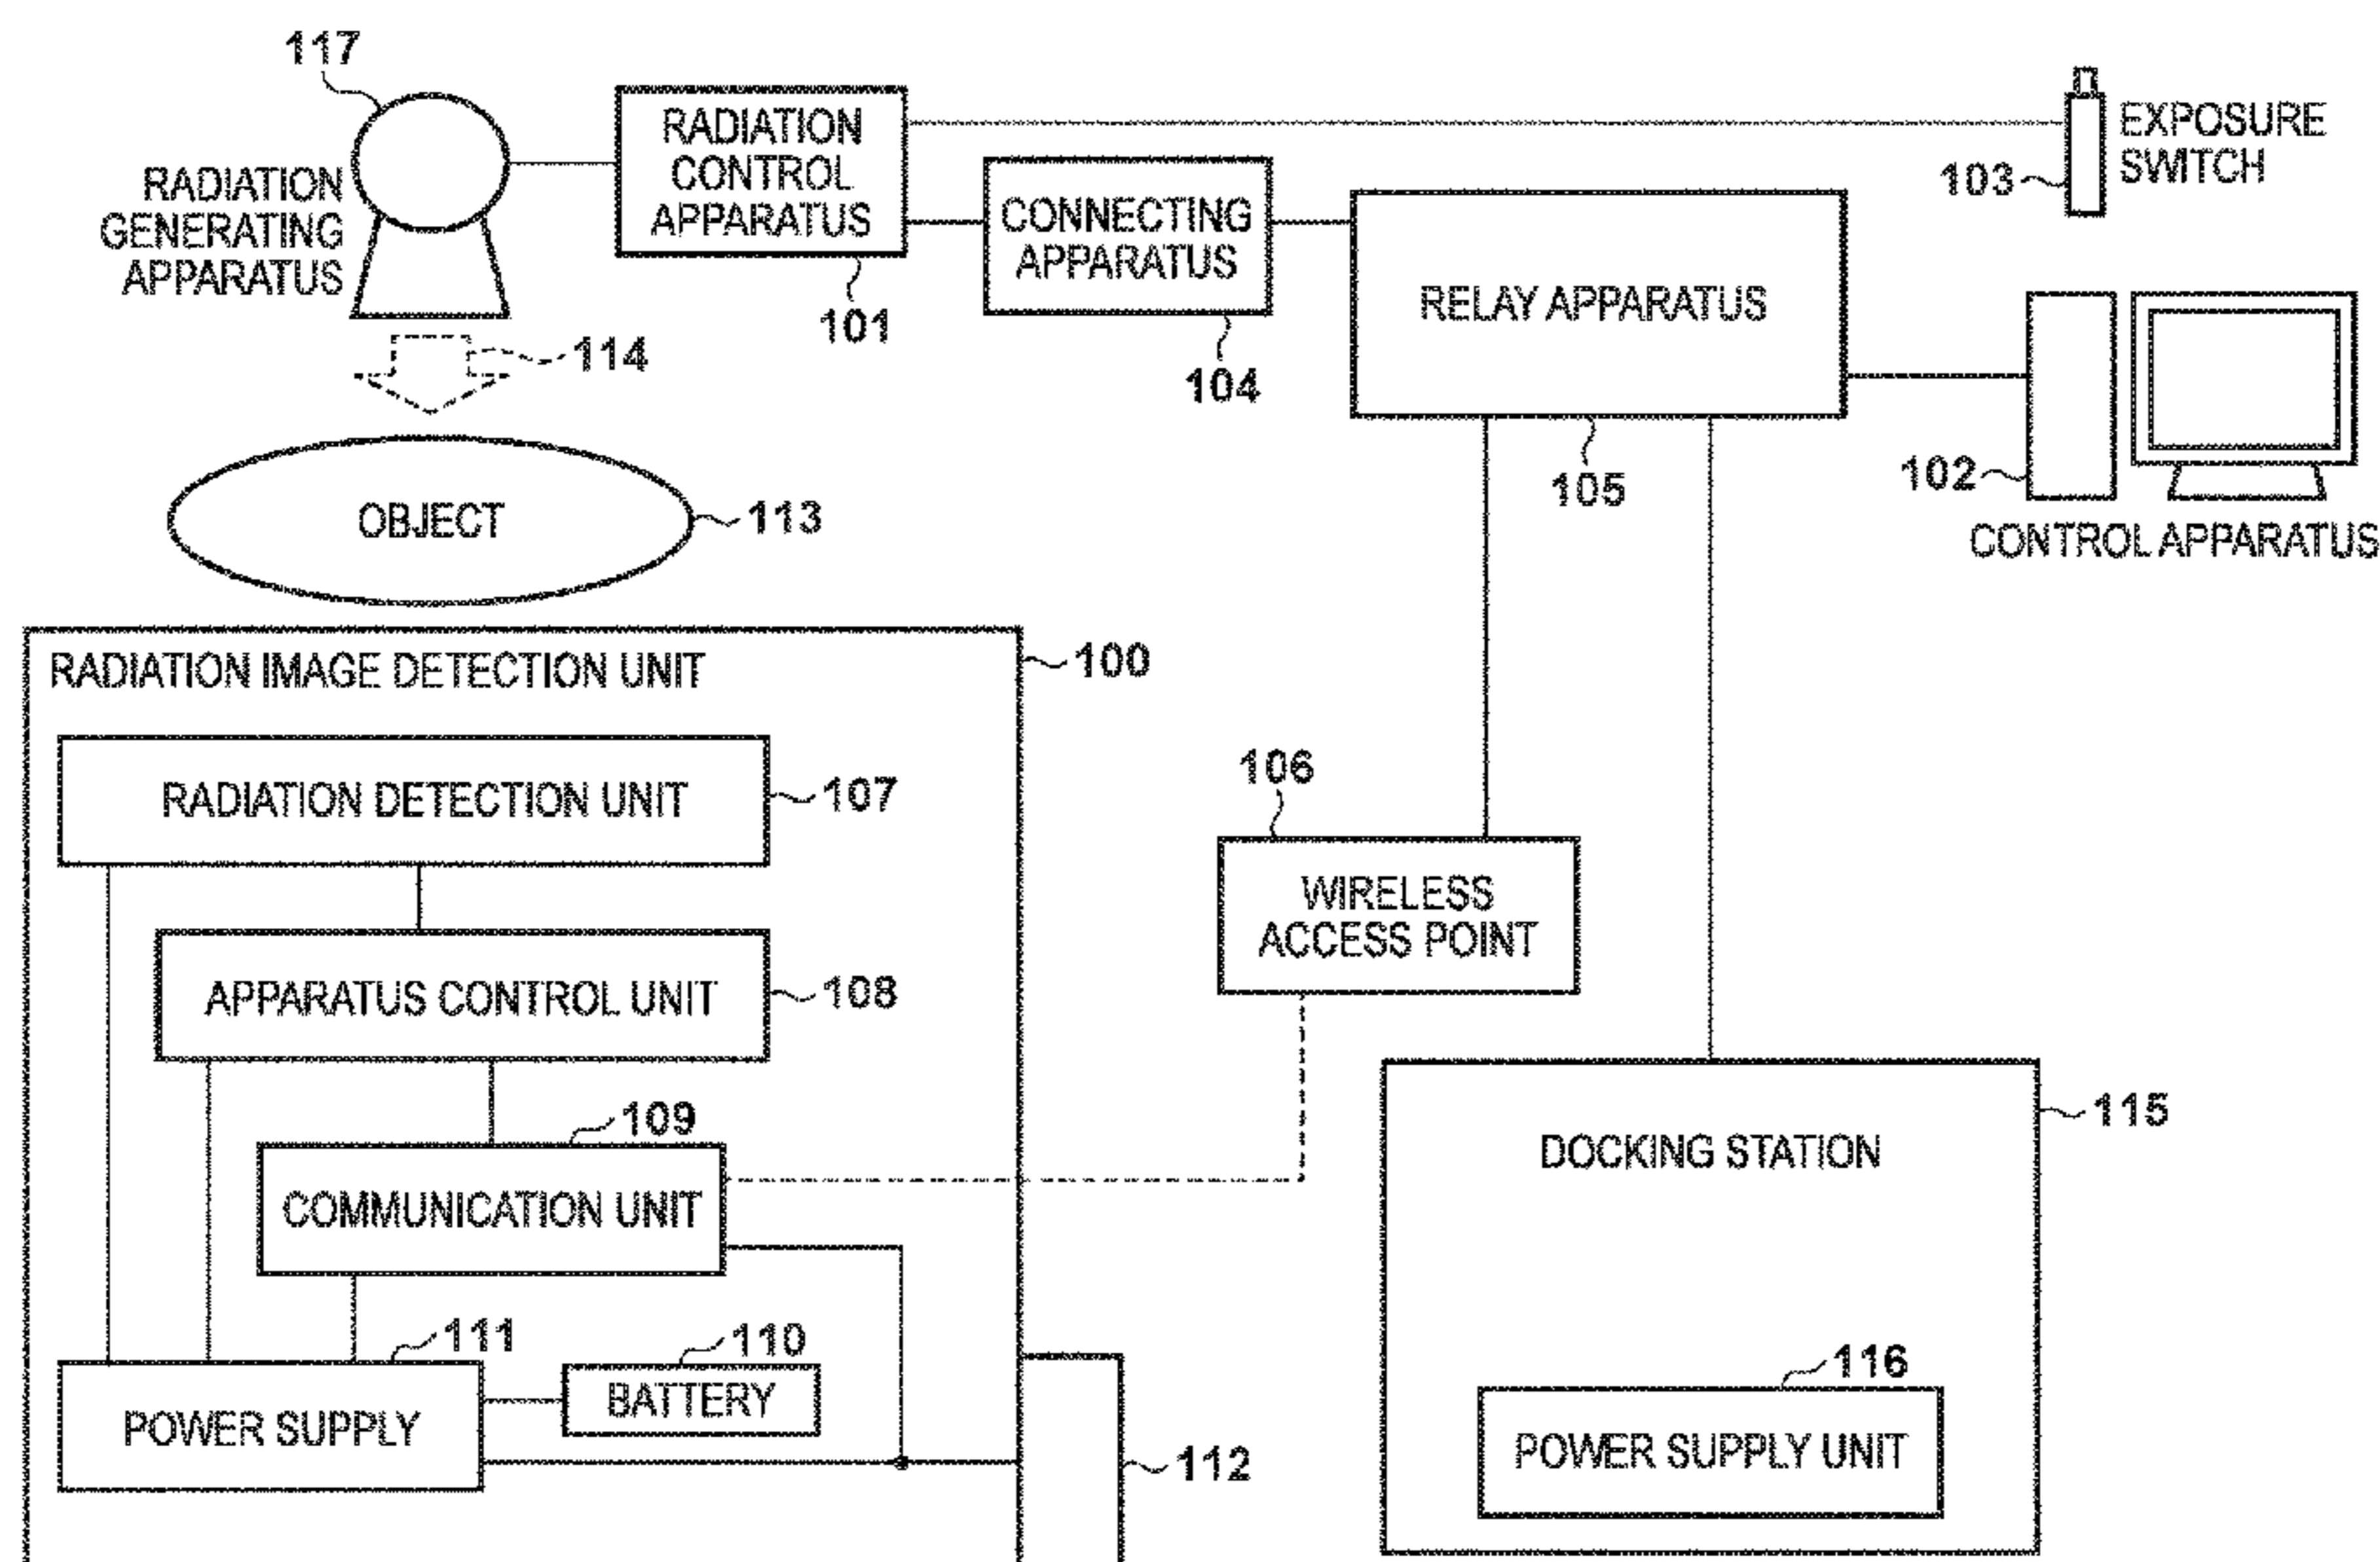 117
RADIATION
GENERATING
APPARATUS
RADIATION
CONTROL
APPARATUS
101
CONNECTING
APPARATUS
104
RELAY APPARATUS
105
103
EXPOSURE
SWITCH
102
CONTROL APPARATUS
114
OBJECT
113
RADIATION IMAGE DETECTION UNIT
100
RADIATION DETECTION UNIT
107
APPARATUS CONTROL UNIT
108
109
COMMUNICATION UNIT
111
POWER SUPPLY
110
BATTERY
112
106
WIRELESS
ACCESS POINT
DOCKING STATION
115
116
POWER SUPPLY UNIT